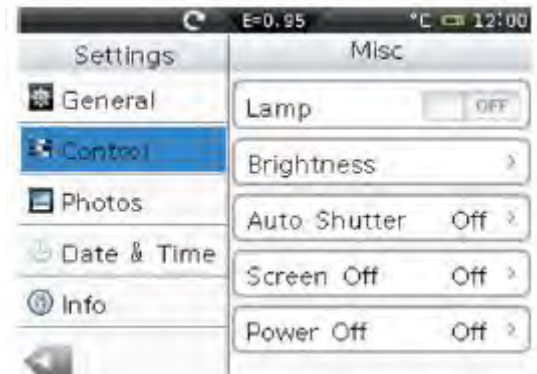 E=0.95 °C 12:00
Settings
General
Control
Photos
Date & Time
Info
Misc
Lamp OFF
Brightness >
Auto Shutter Off >
Screen Off Off >
Power Off Off >